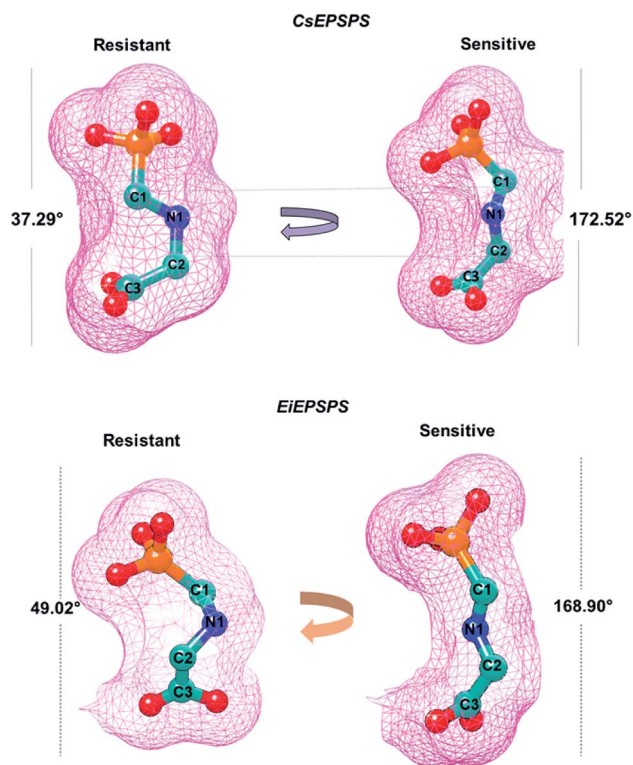 CsEPSPS
Resistant
Sensitive
C1
N1
C2
C3
37.29°
C1
N1
C2
C3
172.52°
EiEPSPS
Resistant
Sensitive
C1
N1
C2
C3
49.02°
C1
N1
C2
C3
168.90°